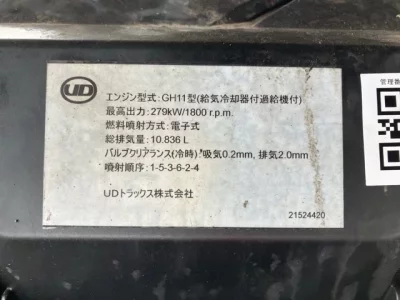 UD
エンジン型式:GH11型(給気冷却器付過給機付)
最高出力:279kW/1800 r.p.m.
燃料噴射方式:電子式
総排気量:10.836 L
バルブクリアランス(冷時) 吸気0.2mm, 排気2.0mm
噴射順序:1-5-3-6-2-4
UDトラックス株式会社
21524420
管理番